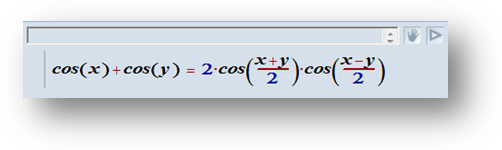 cos(x)+cos(y) = 2·cos((x+y)/2)·cos((x−y)/2)